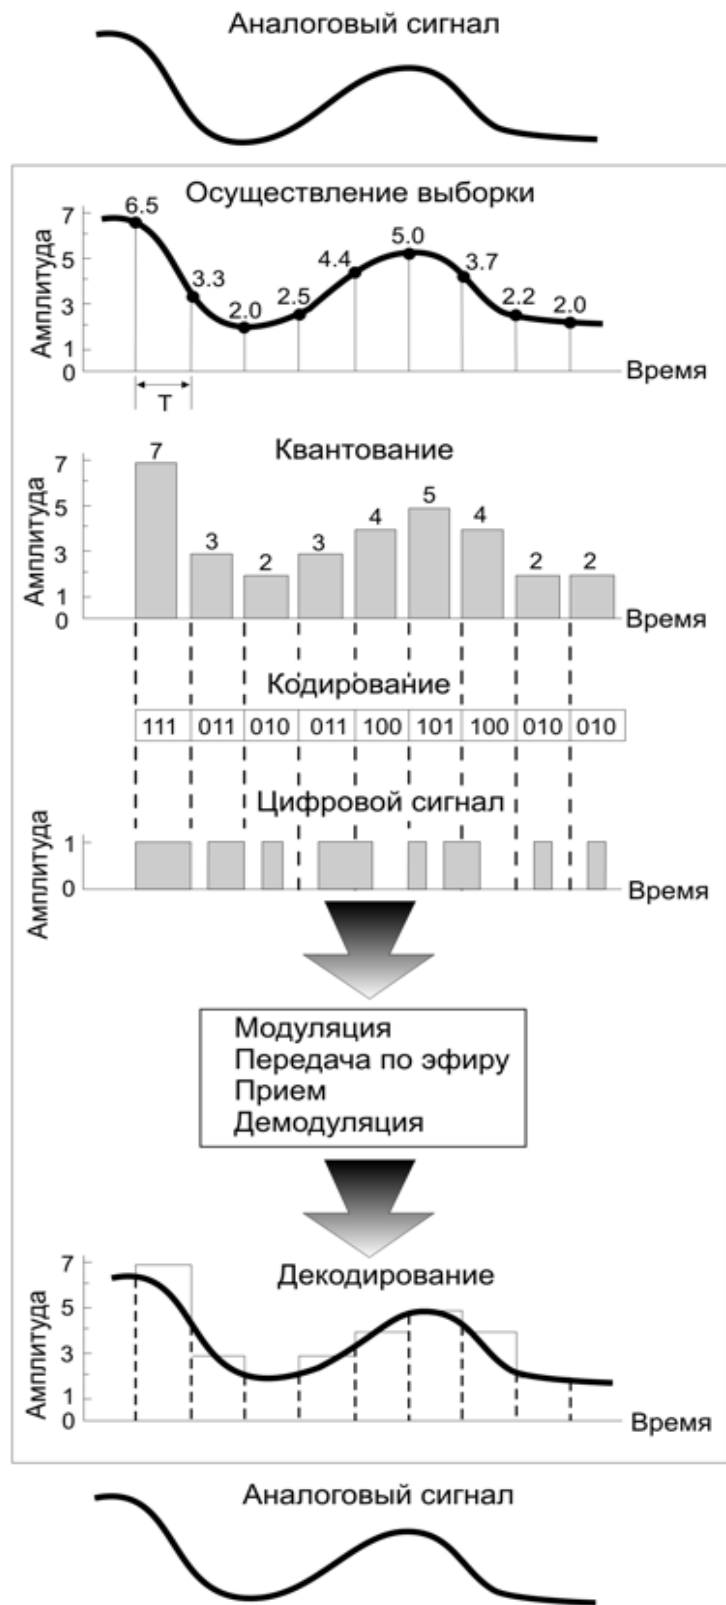 Аналоговый сигнал
Осуществление выборки
Амплитуда
7
5
3
1
0
6.5
3.3
2.0
2.5
4.4
5.0
3.7
2.2
2.0
Время
T
Квантование
Амплитуда
7
5
3
1
0
7
3
2
3
4
5
4
2
2
Время
Кодирование
111 011 010 011 100 101 100 010 010
Цифровой сигнал
Амплитуда
1
0
Время
Модуляция
Передача по эфиру
Прием
Демодуляция
Декодирование
Амплитуда
7
5
3
1
0
Время
Аналоговый сигнал